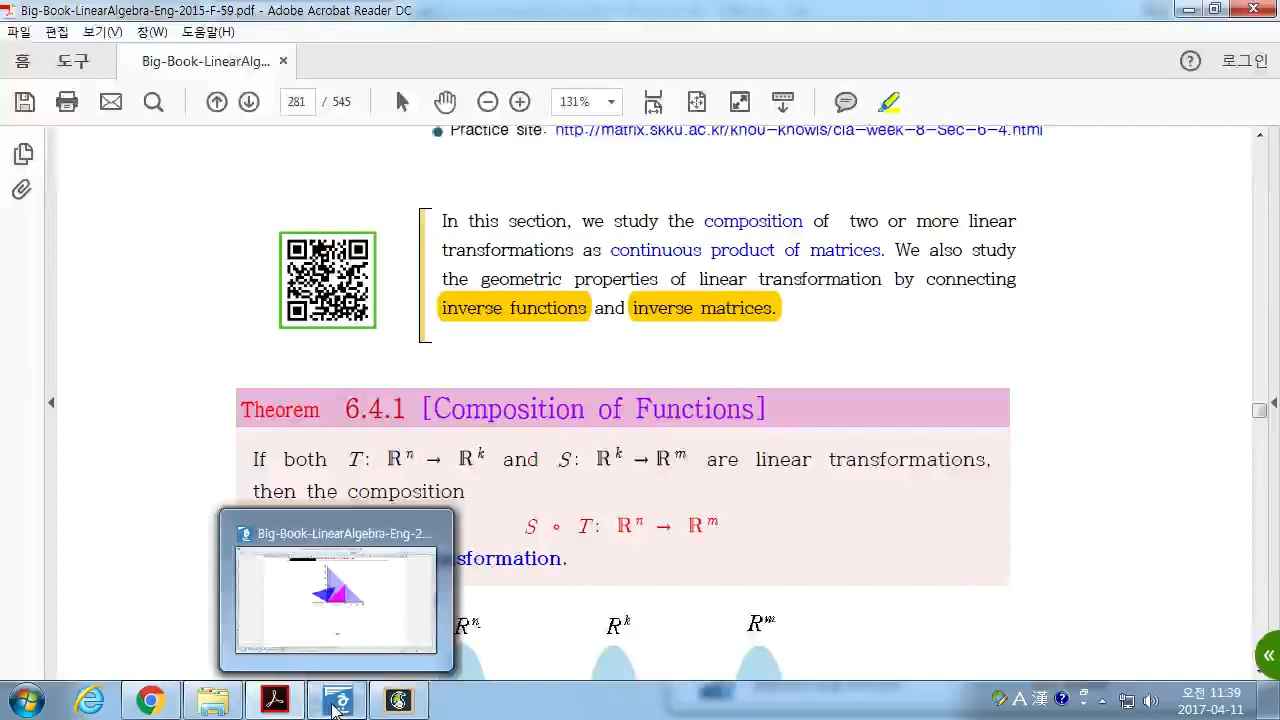 Big-Book-LinearAlgebra-Eng-2015-F-59.pdf - Adobe Acrobat Reader DC
파일 편집 보기(V) 창(W) 도움말(H)
홈 도구 Big-Book-LinearAlg... × 로그인
281 / 545 131%
Practice site: http://matrix.skku.ac.kr/knou-knowls/cla-week-8-Sec-6-4.html
In this section, we study the composition of two or more linear
transformations as continuous product of matrices. We also study
the geometric properties of linear transformation by connecting
inverse functions and inverse matrices.
Theorem 6.4.1 [Composition of Functions]
If both T: ℝⁿ → ℝᵏ and S: ℝᵏ → ℝᵐ are linear transformations,
then the composition
S ∘ T: ℝⁿ → ℝᵐ
sformation.
Big-Book-LinearAlgebra-Eng-2...
Rⁿ Rᵏ Rᵐ
A 漢
오전 11:39
2017-04-11